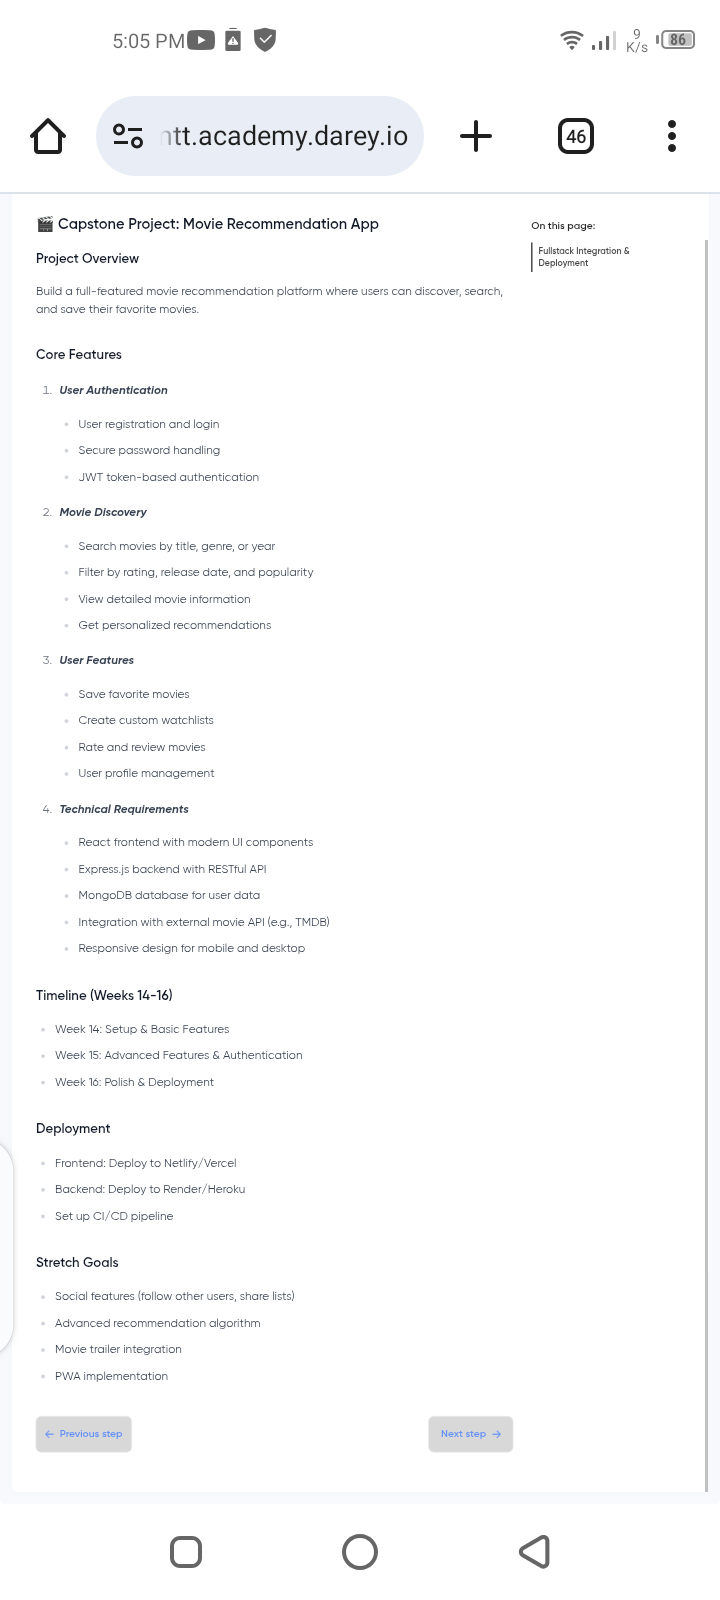 5:05 PM
9
K/s
86
ntt.academy.darey.io
46
🎬 Capstone Project: Movie Recommendation App
On this page:
Fullstack Integration &
Deployment
Project Overview
Build a full-featured movie recommendation platform where users can discover, search,
and save their favorite movies.
Core Features
1. User Authentication
User registration and login
Secure password handling
JWT token-based authentication
2. Movie Discovery
Search movies by title, genre, or year
Filter by rating, release date, and popularity
View detailed movie information
Get personalized recommendations
3. User Features
Save favorite movies
Create custom watchlists
Rate and review movies
User profile management
4. Technical Requirements
React frontend with modern UI components
Express.js backend with RESTful API
MongoDB database for user data
Integration with external movie API (e.g., TMDB)
Responsive design for mobile and desktop
Timeline (Weeks 14-16)
Week 14: Setup & Basic Features
Week 15: Advanced Features & Authentication
Week 16: Polish & Deployment
Deployment
Frontend: Deploy to Netlify/Vercel
Backend: Deploy to Render/Heroku
Set up CI/CD pipeline
Stretch Goals
Social features (follow other users, share lists)
Advanced recommendation algorithm
Movie trailer integration
PWA implementation
← Previous step
Next step →